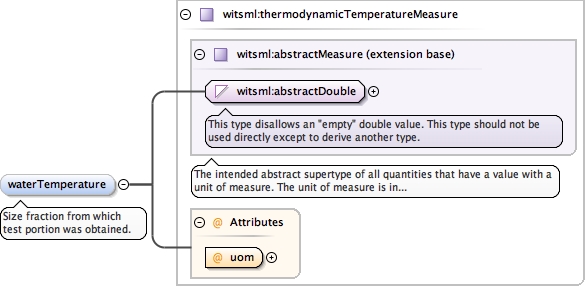 witsml:thermodynamicTemperatureMeasure
witsml:abstractMeasure (extension base)
witsml:abstractDouble
This type disallows an "empty" double value. This type should not be
used directly except to derive another type.
The intended abstract supertype of all quantities that have a value with a
unit of measure. The unit of measure is in...
waterTemperature
Size fraction from which
test portion was obtained.
@ Attributes
@ uom